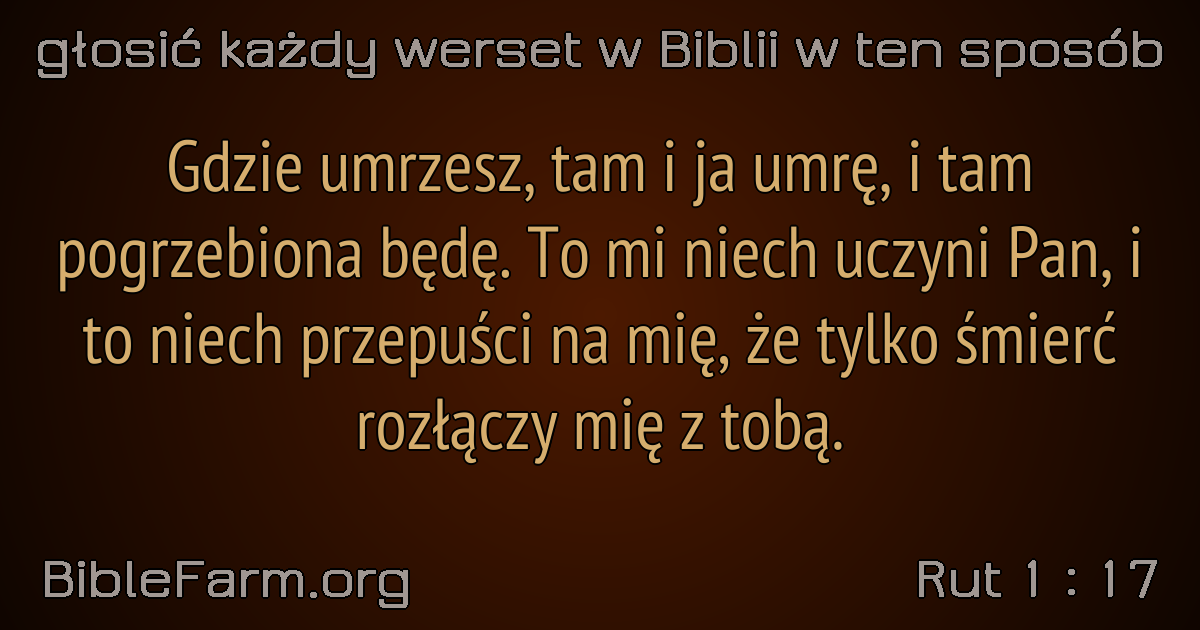 głosić każdy werset w Biblii w ten sposób
Gdzie umrzesz, tam i ja umrę, i tam
pogrzebiona będę. To mi niech uczyni Pan, i
to niech przepuści na mię, że tylko śmierć
rozłączy mię z tobą.
BibleFarm.org
Rut 1 : 17